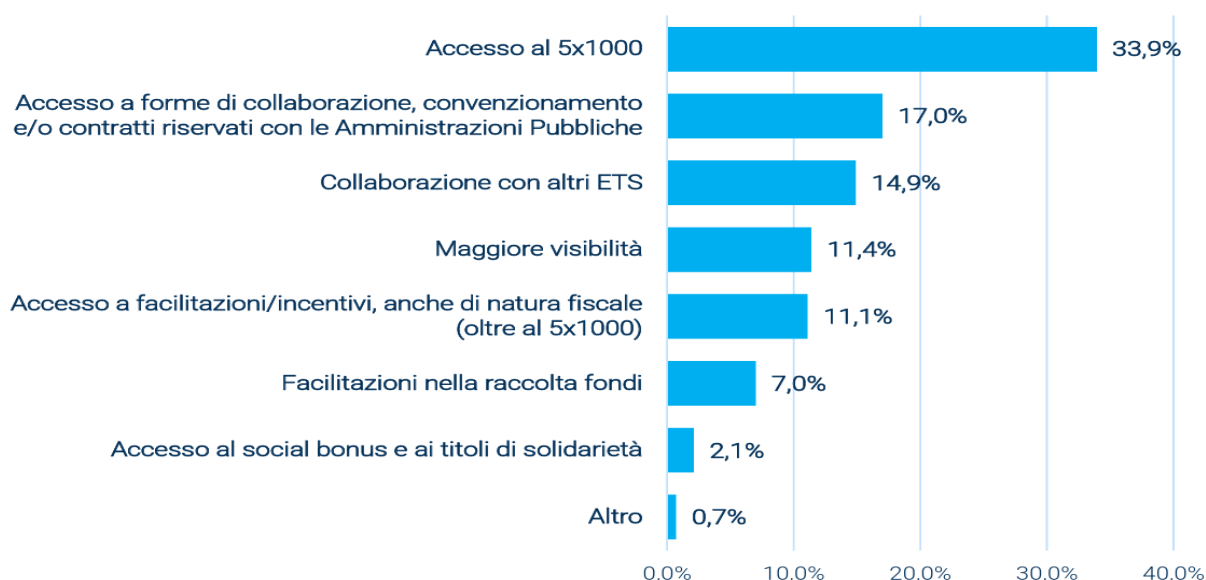 Accesso al 5x1000
33,9%
Accesso a forme di collaborazione, convenzionamento
e/o contratti riservati con le Amministrazioni Pubbliche
17,0%
Collaborazione con altri ETS
14,9%
Maggiore visibilità
11,4%
Accesso a facilitazioni/incentivi, anche di natura fiscale
(oltre al 5x1000)
11,1%
Facilitazioni nella raccolta fondi
7,0%
Accesso al social bonus e ai titoli di solidarietà
2,1%
Altro
0,7%
0.0% 10.0% 20.0% 30.0% 40.0%